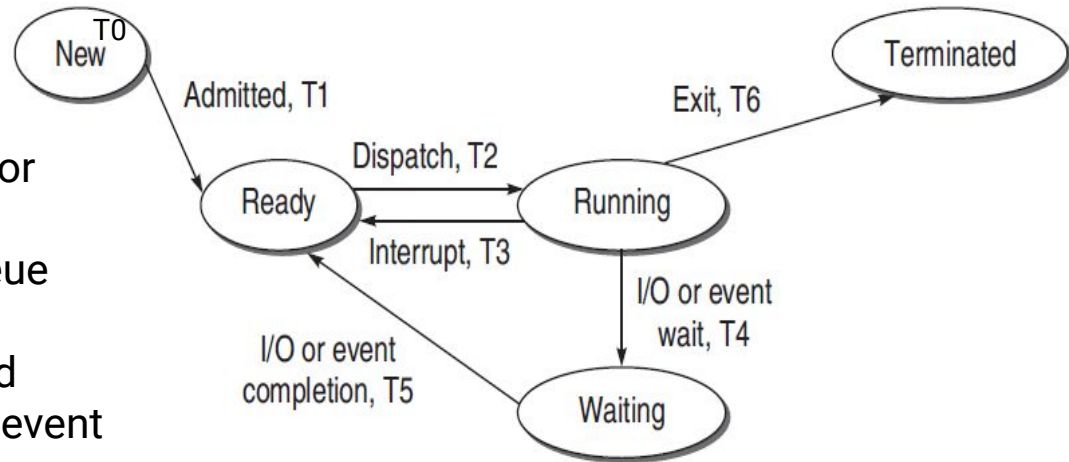 T0
New
Terminated
Admitted, T1
Exit, T6
or
Dispatch, T2
Ready
Running
Interrupt, T3
eue
I/O or event
wait, T4
I/O or event
completion, T5
d
event
Waiting